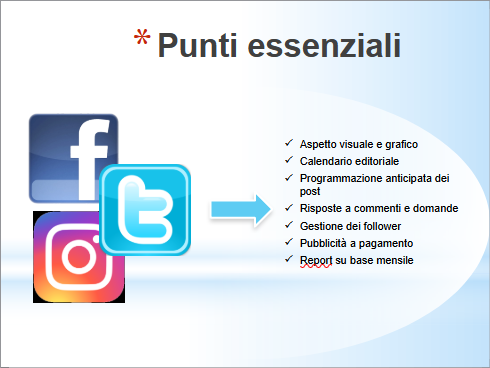 * Punti essenziali
✓ Aspetto visuale e grafico
✓ Calendario editoriale
✓ Programmazione anticipata dei
post
✓ Risposte a commenti e domande
✓ Gestione dei follower
✓ Pubblicità a pagamento
✓ Report su base mensile